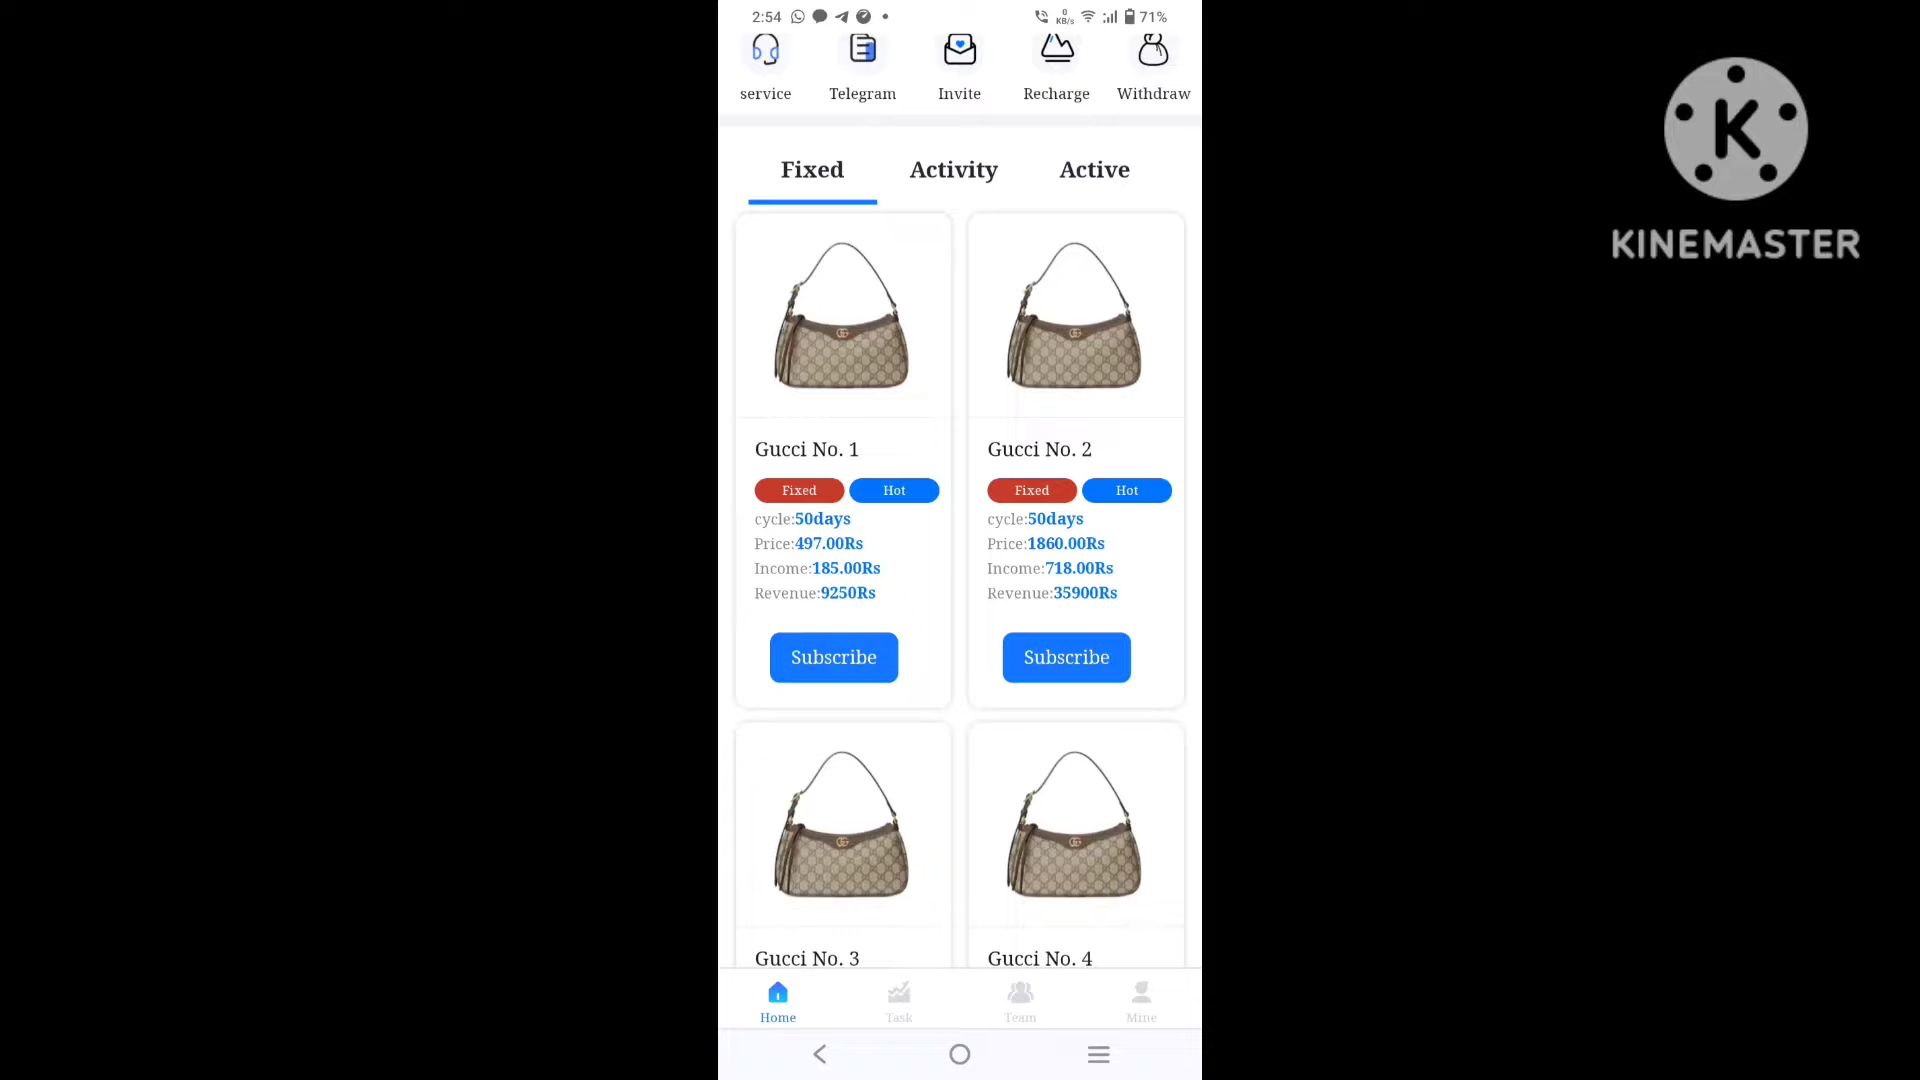 2:54 0 KB/s 71%
service Telegram Invite Recharge Withdraw
Fixed Activity Active
Gucci No. 1
Fixed Hot
cycle:50days
Price:497.00Rs
Income:185.00Rs
Revenue:9250Rs
Subscribe
Gucci No. 2
Fixed Hot
cycle:50days
Price:1860.00Rs
Income:718.00Rs
Revenue:35900Rs
Subscribe
Gucci No. 3
Gucci No. 4
Home Task Team Mine
K
KINEMASTER